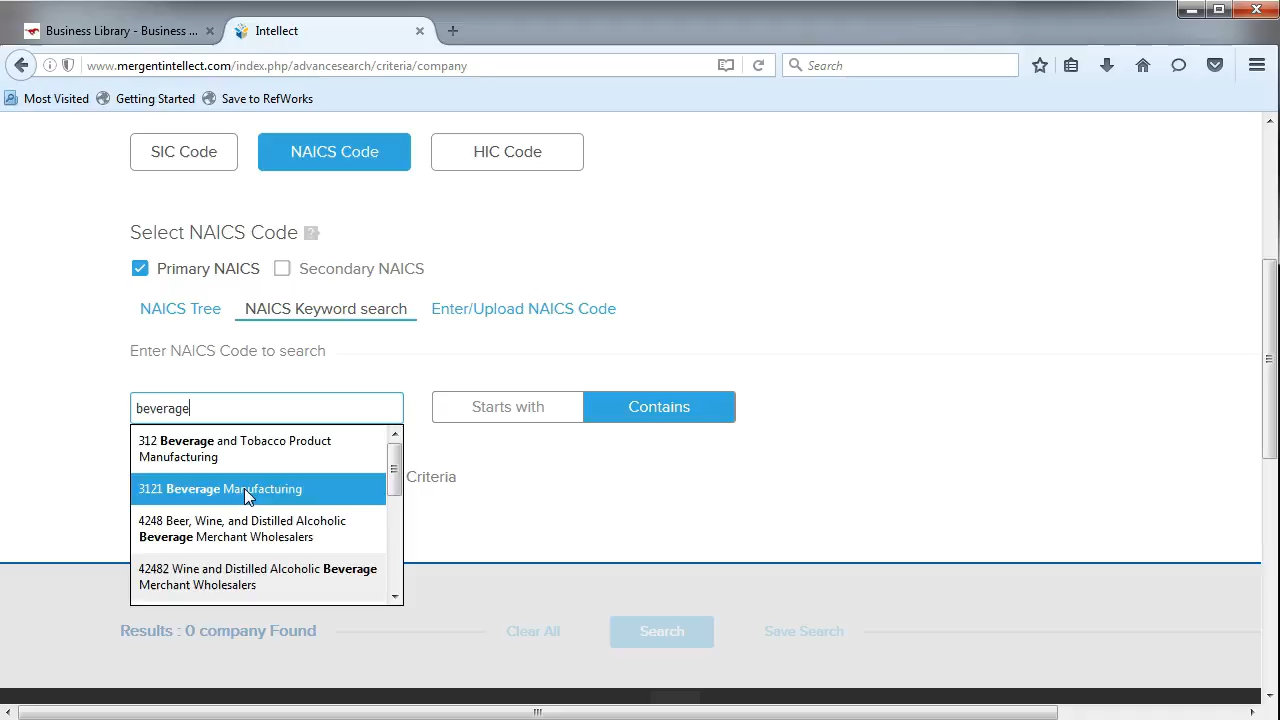 Business Library - Business ...
Intellect
www.mergentintellect.com/index.php/advancesearch/criteria/company
Search
Most Visited
Getting Started
Save to RefWorks
SIC Code
NAICS Code
HIC Code
Select NAICS Code ?
Primary NAICS
Secondary NAICS
NAICS Tree
NAICS Keyword search
Enter/Upload NAICS Code
Enter NAICS Code to search
beverage
Starts with
Contains
312 Beverage and Tobacco Product
Manufacturing
3121 Beverage Manufacturing
Criteria
4248 Beer, Wine, and Distilled Alcoholic
Beverage Merchant Wholesalers
42482 Wine and Distilled Alcoholic Beverage
Merchant Wholesalers
Results : 0 company Found
Clear All
Search
Save Search